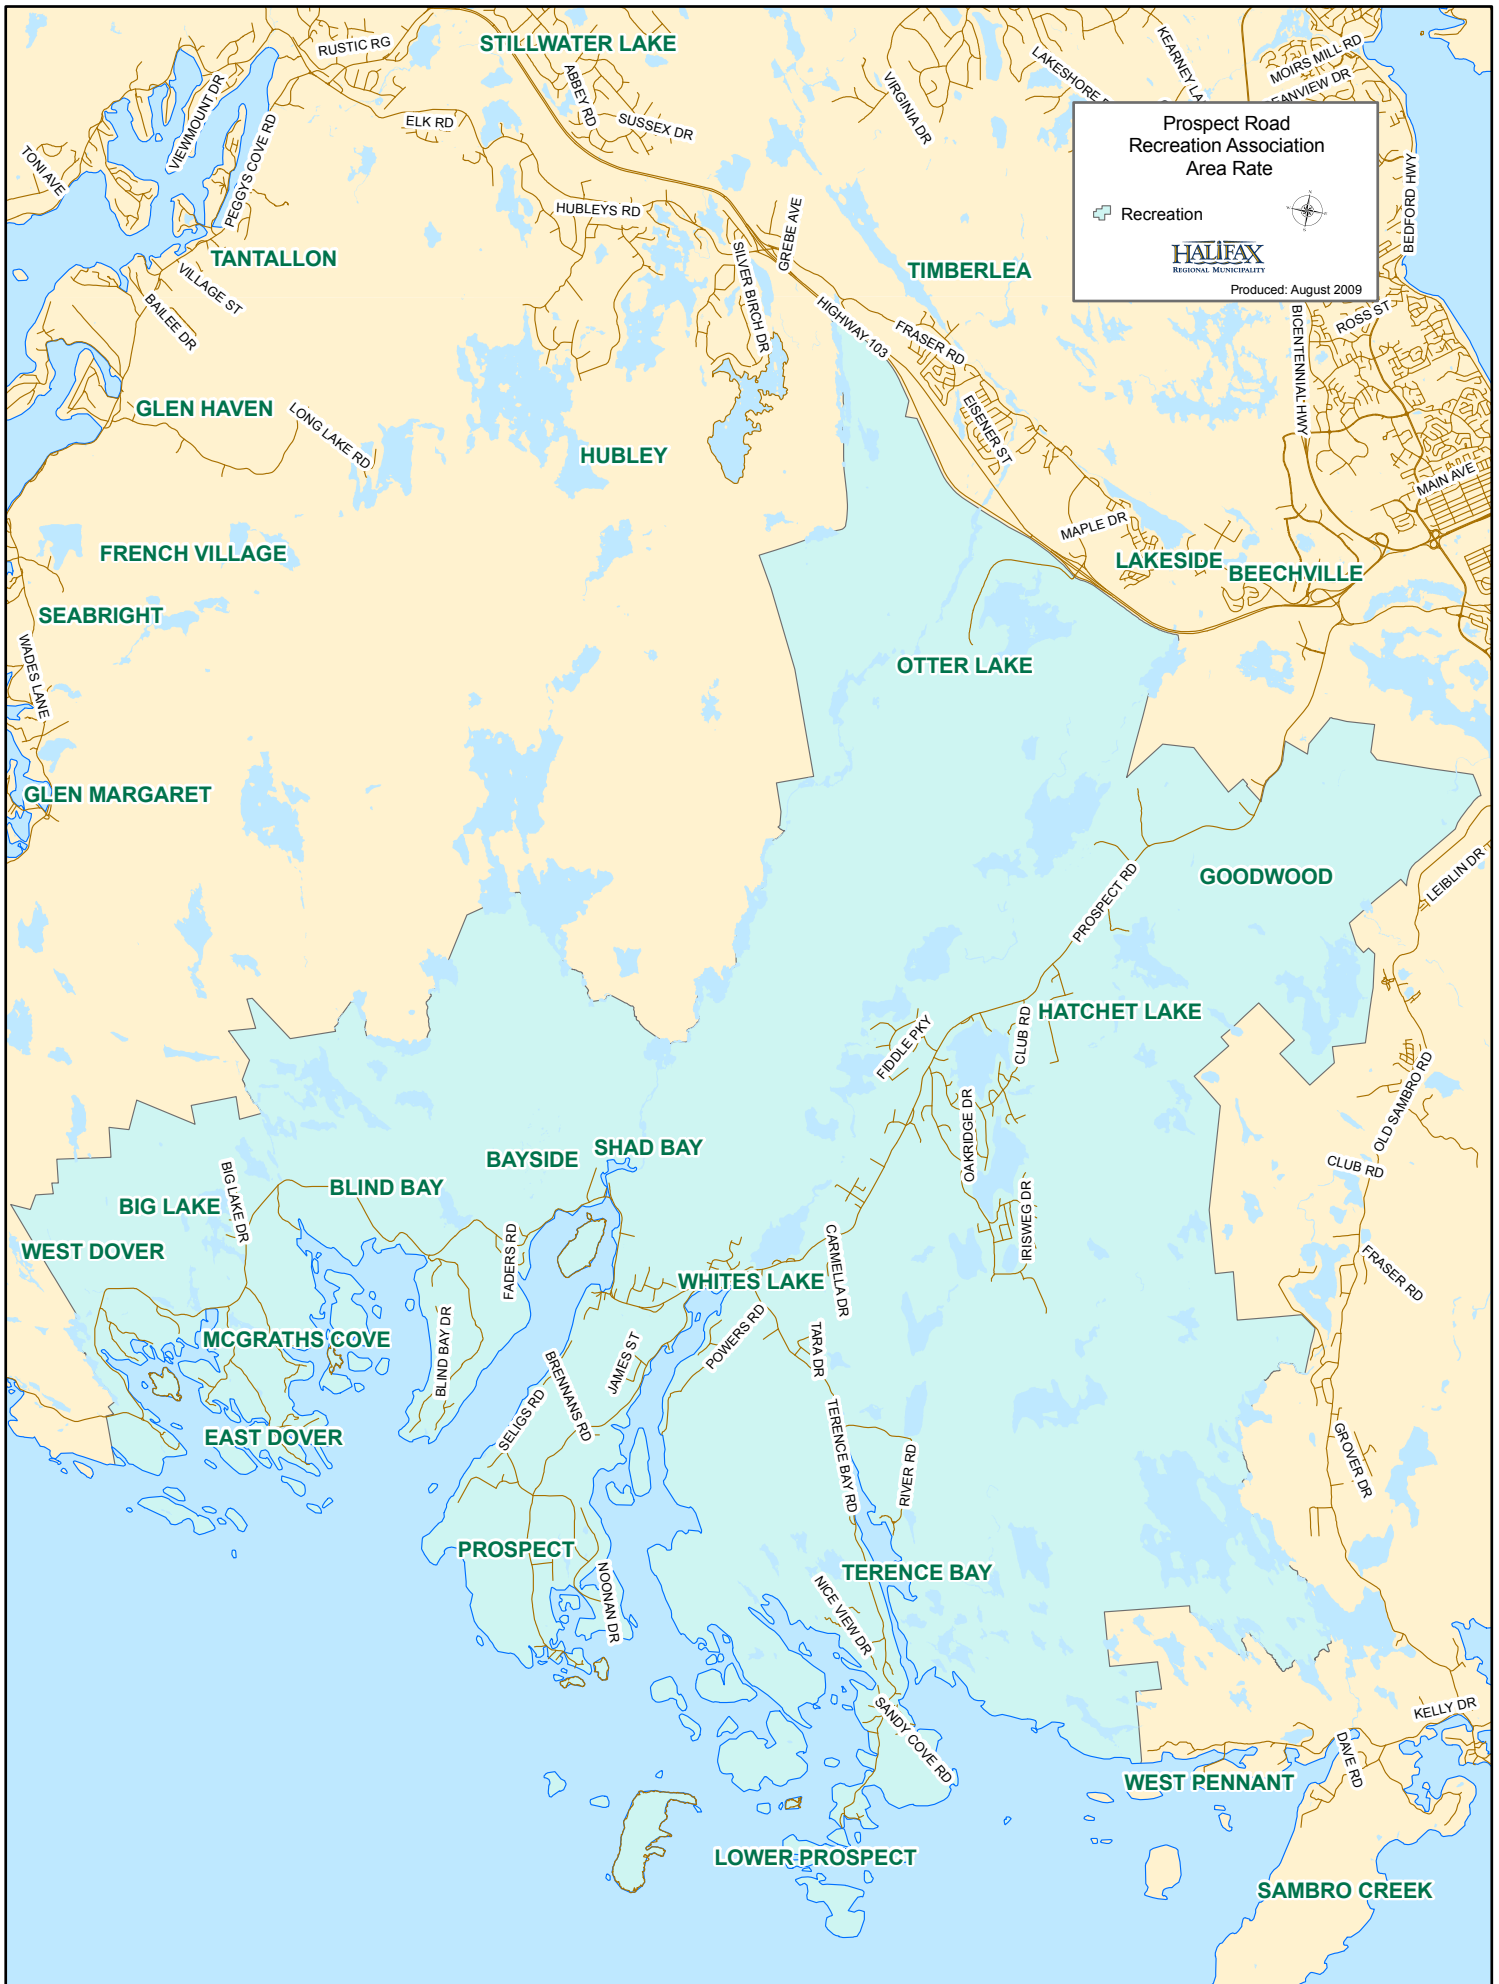 RUSTIC RG
STILLWATER LAKE
KEARNEY LA
MOIRS MILL RD
LAKESHORE
EANVIEW DR
VIEWMOUNT DR
ABBEY RD
VIRGINIA DR
ELK RD
SUSSEX DR
TONI AVE
PEGGYS COVE RD
Prospect Road
Recreation Association
Area Rate
Recreation
HALIFAX
REGIONAL MUNICIPALITY
Produced: August 2009
BEDFORD HWY
HUBLEYS RD
GREBE AVE
TANTALLON
VILLAGE ST
BAILEE DR
SILVER BIRCH DR
TIMBERLEA
HIGHWAY 103
FRASER RD
BICENTENNIAL HWY
ROSS ST
GLEN HAVEN
LONG LAKE RD
EISENER ST
HUBLEY
MAIN AVE
MAPLE DR
FRENCH VILLAGE
LAKESIDE
BEECHVILLE
SEABRIGHT
WADES LANE
OTTER LAKE
GLEN MARGARET
GOODWOOD
LEIBLIN DR
PROSPECT RD
HATCHET LAKE
FIDDLE PKY
CLUB RD
OAKRIDGE DR
OLD SAMBRO RD
SHAD BAY
BAYSIDE
CLUB RD
BLIND BAY
BIG LAKE
BIG LAKE DR
IRISWEG DR
WEST DOVER
FADERS RD
CARMELLA DR
FRASER RD
WHITES LAKE
MCGRATHS COVE
BLIND BAY DR
POWERS RD
TARA DR
JAMES ST
BRENNANS RD
SELIGS RD
EAST DOVER
TERENCE BAY RD
RIVER RD
GROVER DR
PROSPECT
NOONAN DR
TERENCE BAY
NICE VIEW DR
SANDY COVE RD
KELLY DR
DAVE RD
WEST PENNANT
LOWER PROSPECT
SAMBRO CREEK